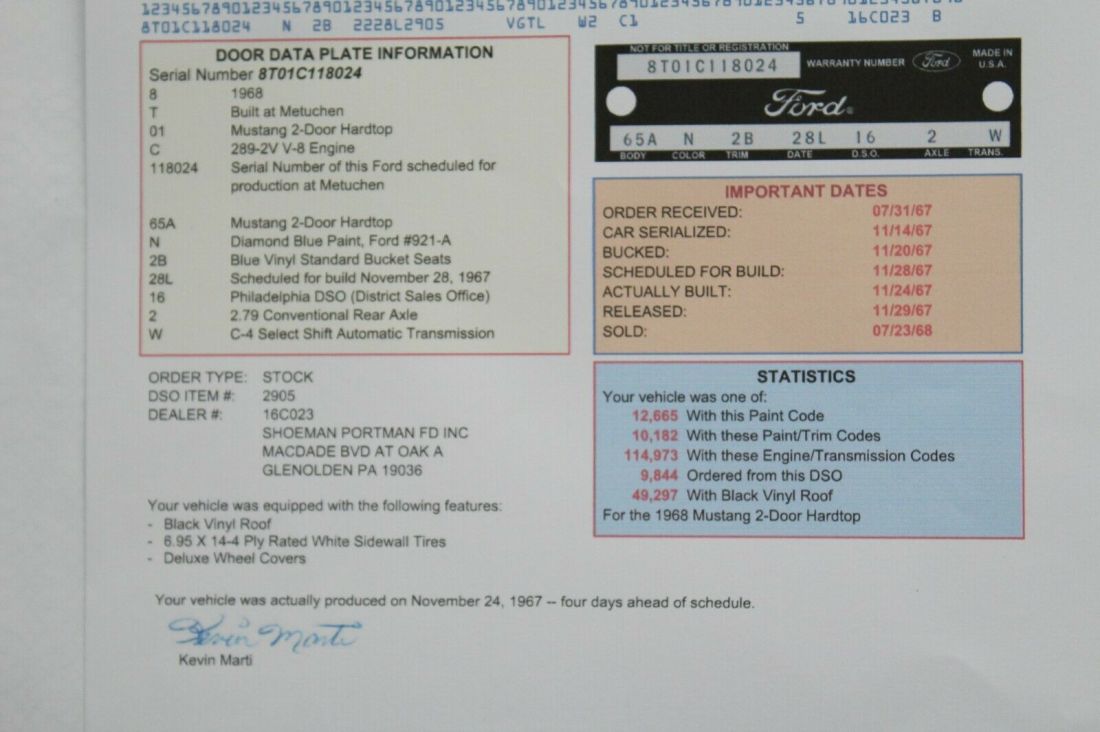 8T01C118024 N 2B 2228L2905 VGTL W2 C1 5 16C023 B
DOOR DATA PLATE INFORMATION
Serial Number 8T01C118024
8 1968
T Built at Metuchen
01 Mustang 2-Door Hardtop
C 289-2V V-8 Engine
118024 Serial Number of this Ford scheduled for
production at Metuchen
65A Mustang 2-Door Hardtop
N Diamond Blue Paint, Ford #921-A
2B Blue Vinyl Standard Bucket Seats
28L Scheduled for build November 28, 1967
16 Philadelphia DSO (District Sales Office)
2 2.79 Conventional Rear Axle
W C-4 Select Shift Automatic Transmission
ORDER TYPE: STOCK
DSO ITEM #: 2905
DEALER #: 16C023
SHOEMAN PORTMAN FD INC
MACDADE BVD AT OAK A
GLENOLDEN PA 19036
Your vehicle was equipped with the following features:
- Black Vinyl Roof
- 6.95 X 14-4 Ply Rated White Sidewall Tires
- Deluxe Wheel Covers
NOT FOR TITLE OR REGISTRATION
8T01C118024 WARRANTY NUMBER Ford MADE IN
U.S.A.
Ford
65A N 2B 28L 16 2 W
BODY COLOR TRIM DATE D.S.O. AXLE TRANS.
IMPORTANT DATES
ORDER RECEIVED: 07/31/67
CAR SERIALIZED: 11/14/67
BUCKED: 11/20/67
SCHEDULED FOR BUILD: 11/28/67
ACTUALLY BUILT: 11/24/67
RELEASED: 11/29/67
SOLD: 07/23/68
STATISTICS
Your vehicle was one of:
12,665 With this Paint Code
10,182 With these Paint/Trim Codes
114,973 With these Engine/Transmission Codes
9,844 Ordered from this DSO
49,297 With Black Vinyl Roof
For the 1968 Mustang 2-Door Hardtop
Your vehicle was actually produced on November 24, 1967 -- four days ahead of schedule.
Kevin Marti
Kevin Marti